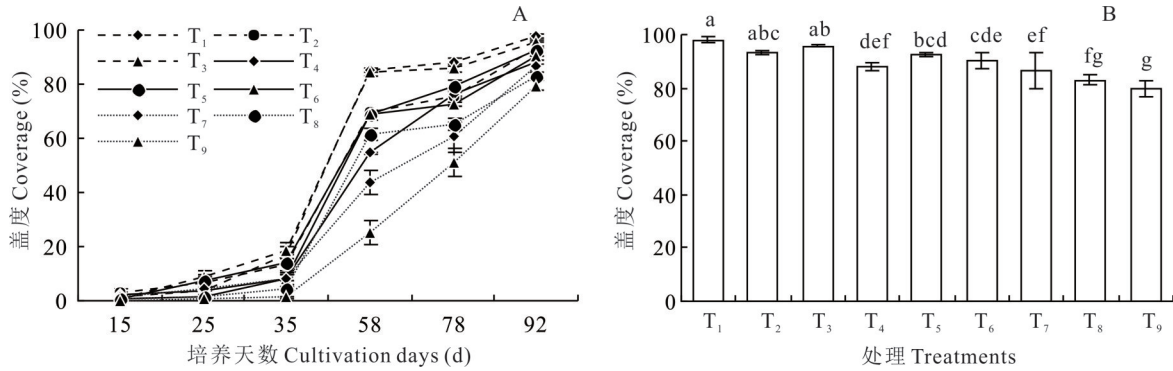 A
盖度 Coverage (%)
100
80
60
40
20
0
T₁ T₂
T₃ T₄
T₅ T₆
T₇ T₈
T₉
15 25 35 58 78 92
培养天数 Cultivation days (d)
B
盖度 Coverage (%)
100
80
60
40
20
0
a abc ab def bcd cde ef fg g
T₁ T₂ T₃ T₄ T₅ T₆ T₇ T₈ T₉
处理 Treatments